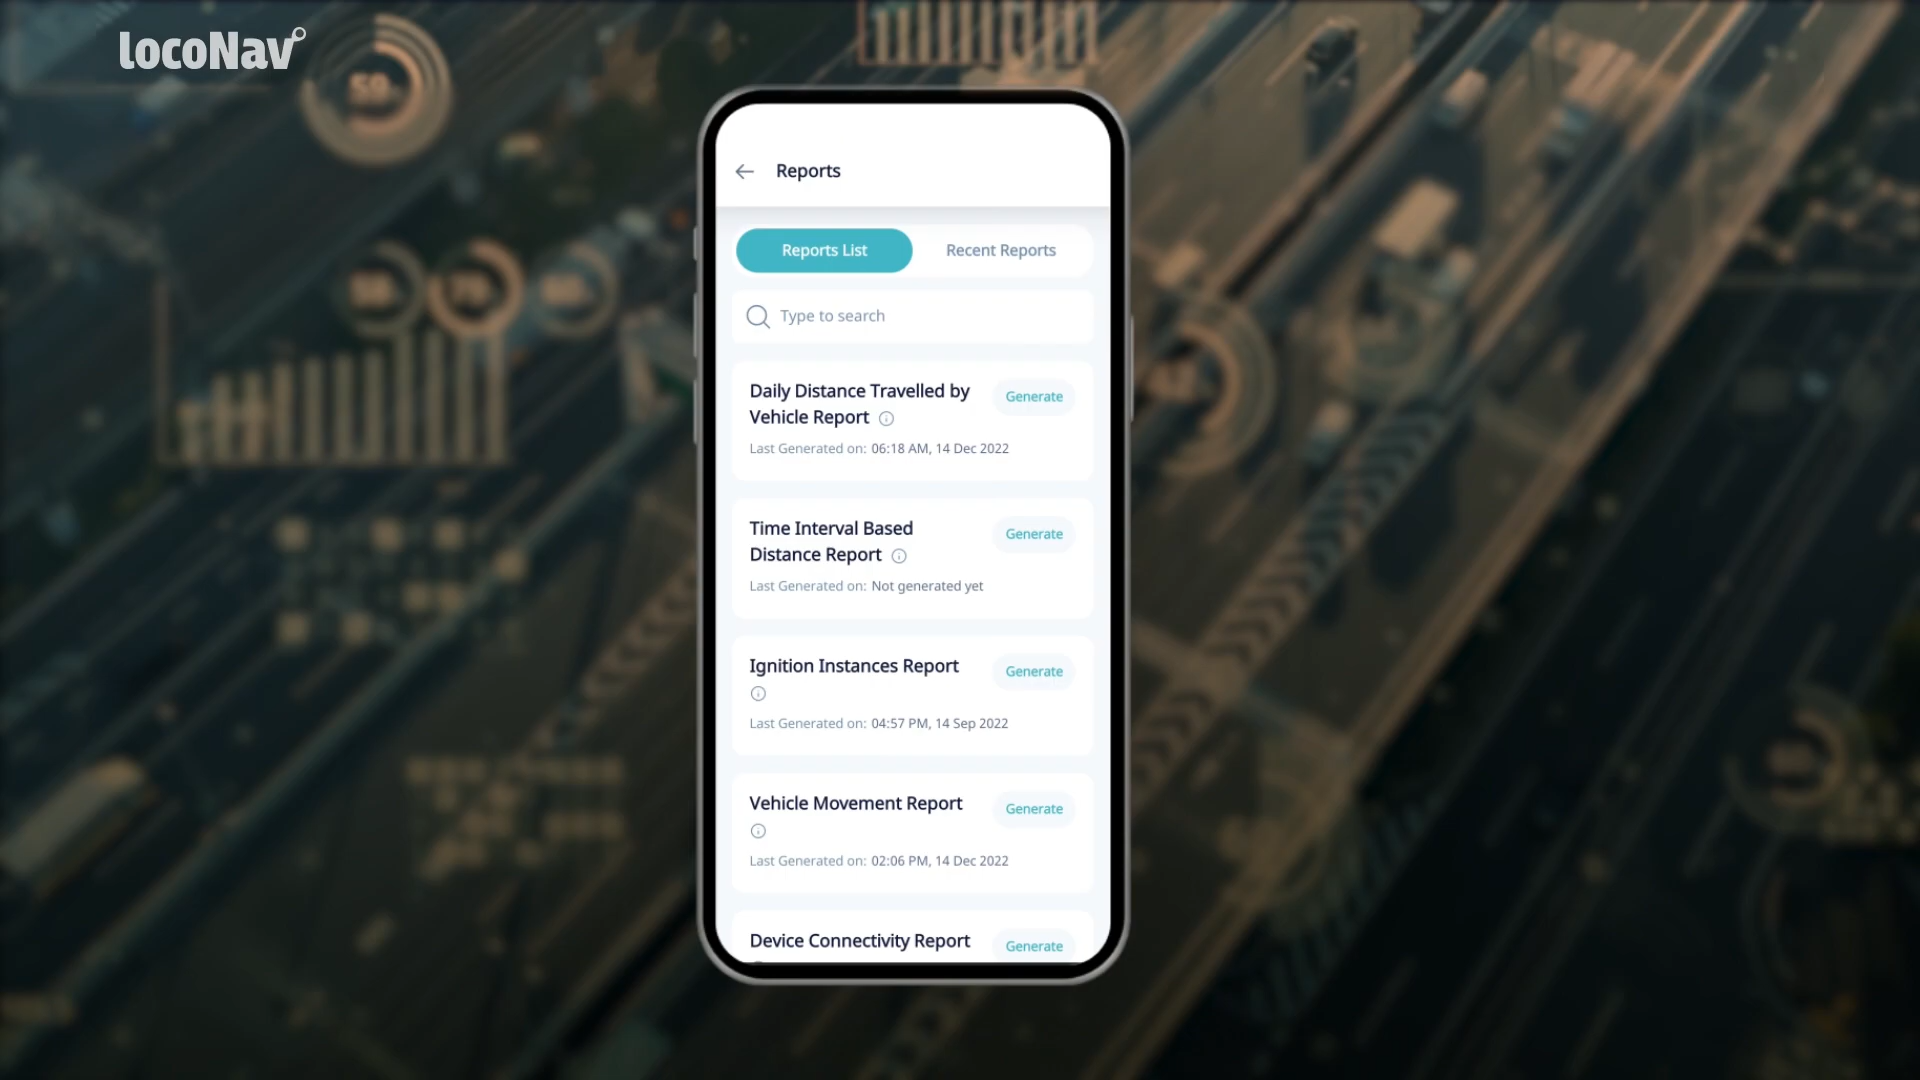 locoNav
Reports
Reports List
Recent Reports
Type to search
Daily Distance Travelled by
Vehicle Report
Generate
Last Generated on: 06:18 AM, 14 Dec 2022
Time Interval Based
Distance Report
Generate
Last Generated on: Not generated yet
Ignition Instances Report
Generate
Last Generated on: 04:57 PM, 14 Sep 2022
Vehicle Movement Report
Generate
Last Generated on: 02:06 PM, 14 Dec 2022
Device Connectivity Report
Generate